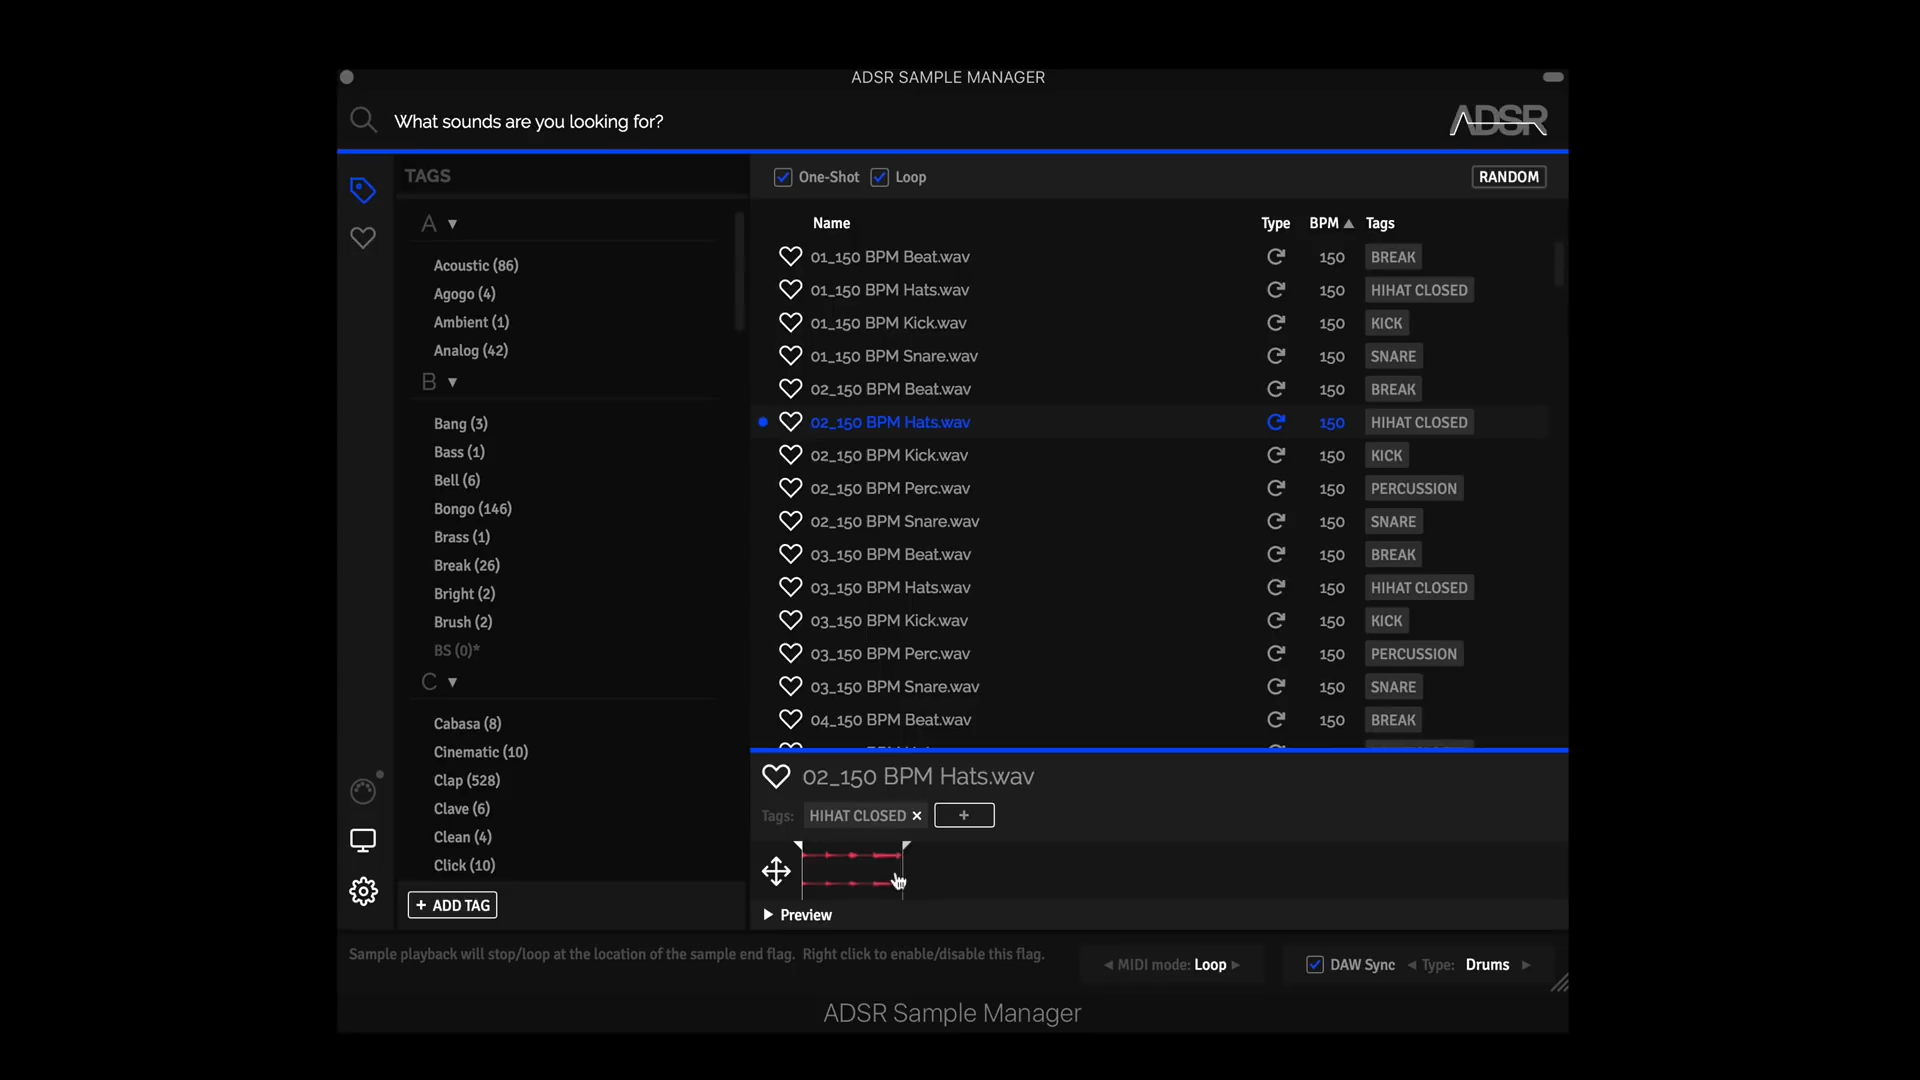 ADSR SAMPLE MANAGER
What sounds are you looking for?
ADSR
TAGS
A ▼
Acoustic (86)
Agogo (4)
Ambient (1)
Analog (42)
B ▼
Bang (3)
Bass (1)
Bell (6)
Bongo (146)
Brass (1)
Break (26)
Bright (2)
Brush (2)
BS (0)*
C ▼
Cabasa (8)
Cinematic (10)
Clap (528)
Clave (6)
Clean (4)
Click (10)
+ ADD TAG
One-Shot Loop RANDOM
Name Type BPM ▲ Tags
01_150 BPM Beat.wav 150 BREAK
01_150 BPM Hats.wav 150 HIHAT CLOSED
01_150 BPM Kick.wav 150 KICK
01_150 BPM Snare.wav 150 SNARE
02_150 BPM Beat.wav 150 BREAK
02_150 BPM Hats.wav 150 HIHAT CLOSED
02_150 BPM Kick.wav 150 KICK
02_150 BPM Perc.wav 150 PERCUSSION
02_150 BPM Snare.wav 150 SNARE
03_150 BPM Beat.wav 150 BREAK
03_150 BPM Hats.wav 150 HIHAT CLOSED
03_150 BPM Kick.wav 150 KICK
03_150 BPM Perc.wav 150 PERCUSSION
03_150 BPM Snare.wav 150 SNARE
04_150 BPM Beat.wav 150 BREAK
02_150 BPM Hats.wav
Tags: HIHAT CLOSED × +
▶ Preview
Sample playback will stop/loop at the location of the sample end flag. Right click to enable/disable this flag.
◀ MIDI mode: Loop ▶
DAW Sync ◀ Type: Drums ▶
ADSR Sample Manager